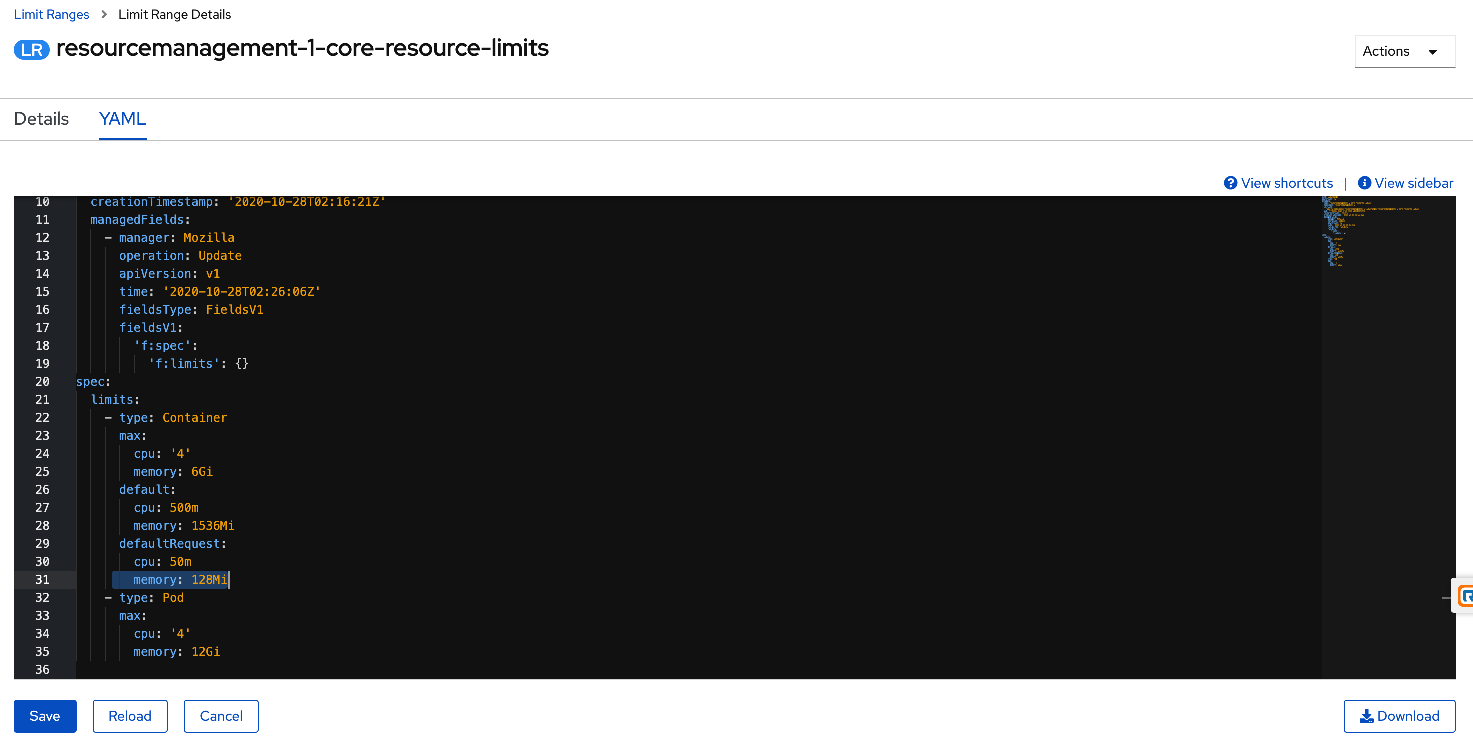 Limit Ranges > Limit Range Details
LR resourcemanagement-1-core-resource-limits
Actions
Details YAML
View shortcuts | View sidebar
10 creationTimestamp: '2020-10-28T02:16:21Z'
11 managedFields:
12 - manager: Mozilla
13 operation: Update
14 apiVersion: v1
15 time: '2020-10-28T02:26:06Z'
16 fieldsType: FieldsV1
17 fieldsV1:
18 'f:spec':
19 'f:limits': {}
20 spec:
21 limits:
22 - type: Container
23 max:
24 cpu: '4'
25 memory: 6Gi
26 default:
27 cpu: 500m
28 memory: 1536Mi
29 defaultRequest:
30 cpu: 50m
31 memory: 128Mi
32 - type: Pod
33 max:
34 cpu: '4'
35 memory: 12Gi
36
Save Reload Cancel Download